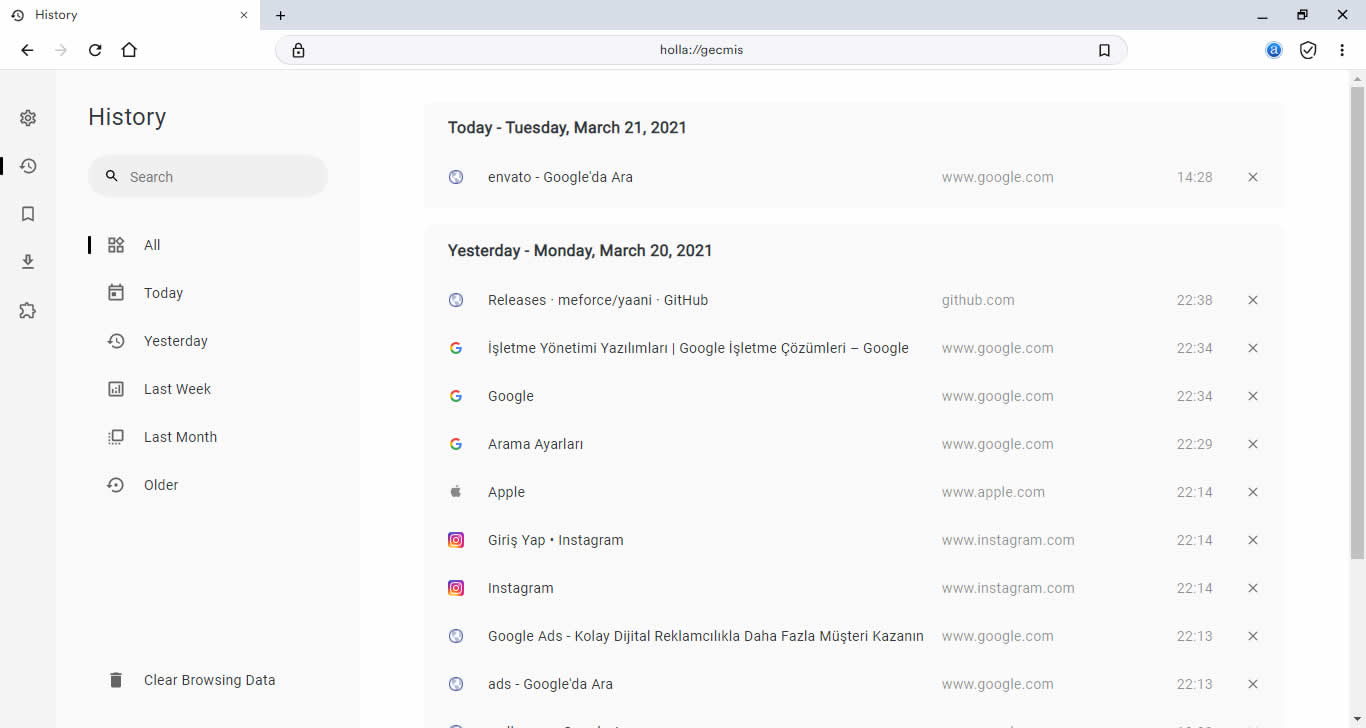 History
holla://gecmis
a
History
Search
All
Today
Yesterday
Last Week
Last Month
Older
Clear Browsing Data
Today - Tuesday, March 21, 2021
envato - Google'da Ara www.google.com 14:28
Yesterday - Monday, March 20, 2021
Releases · meforce/yaani · GitHub github.com 22:38
İşletme Yönetimi Yazılımları | Google İşletme Çözümleri – Google www.google.com 22:34
Google www.google.com 22:34
Arama Ayarları www.google.com 22:29
Apple www.apple.com 22:14
Giriş Yap • Instagram www.instagram.com 22:14
Instagram www.instagram.com 22:14
Google Ads - Kolay Dijital Reklamcılıkla Daha Fazla Müşteri Kazanın www.google.com 22:13
ads - Google'da Ara www.google.com 22:13